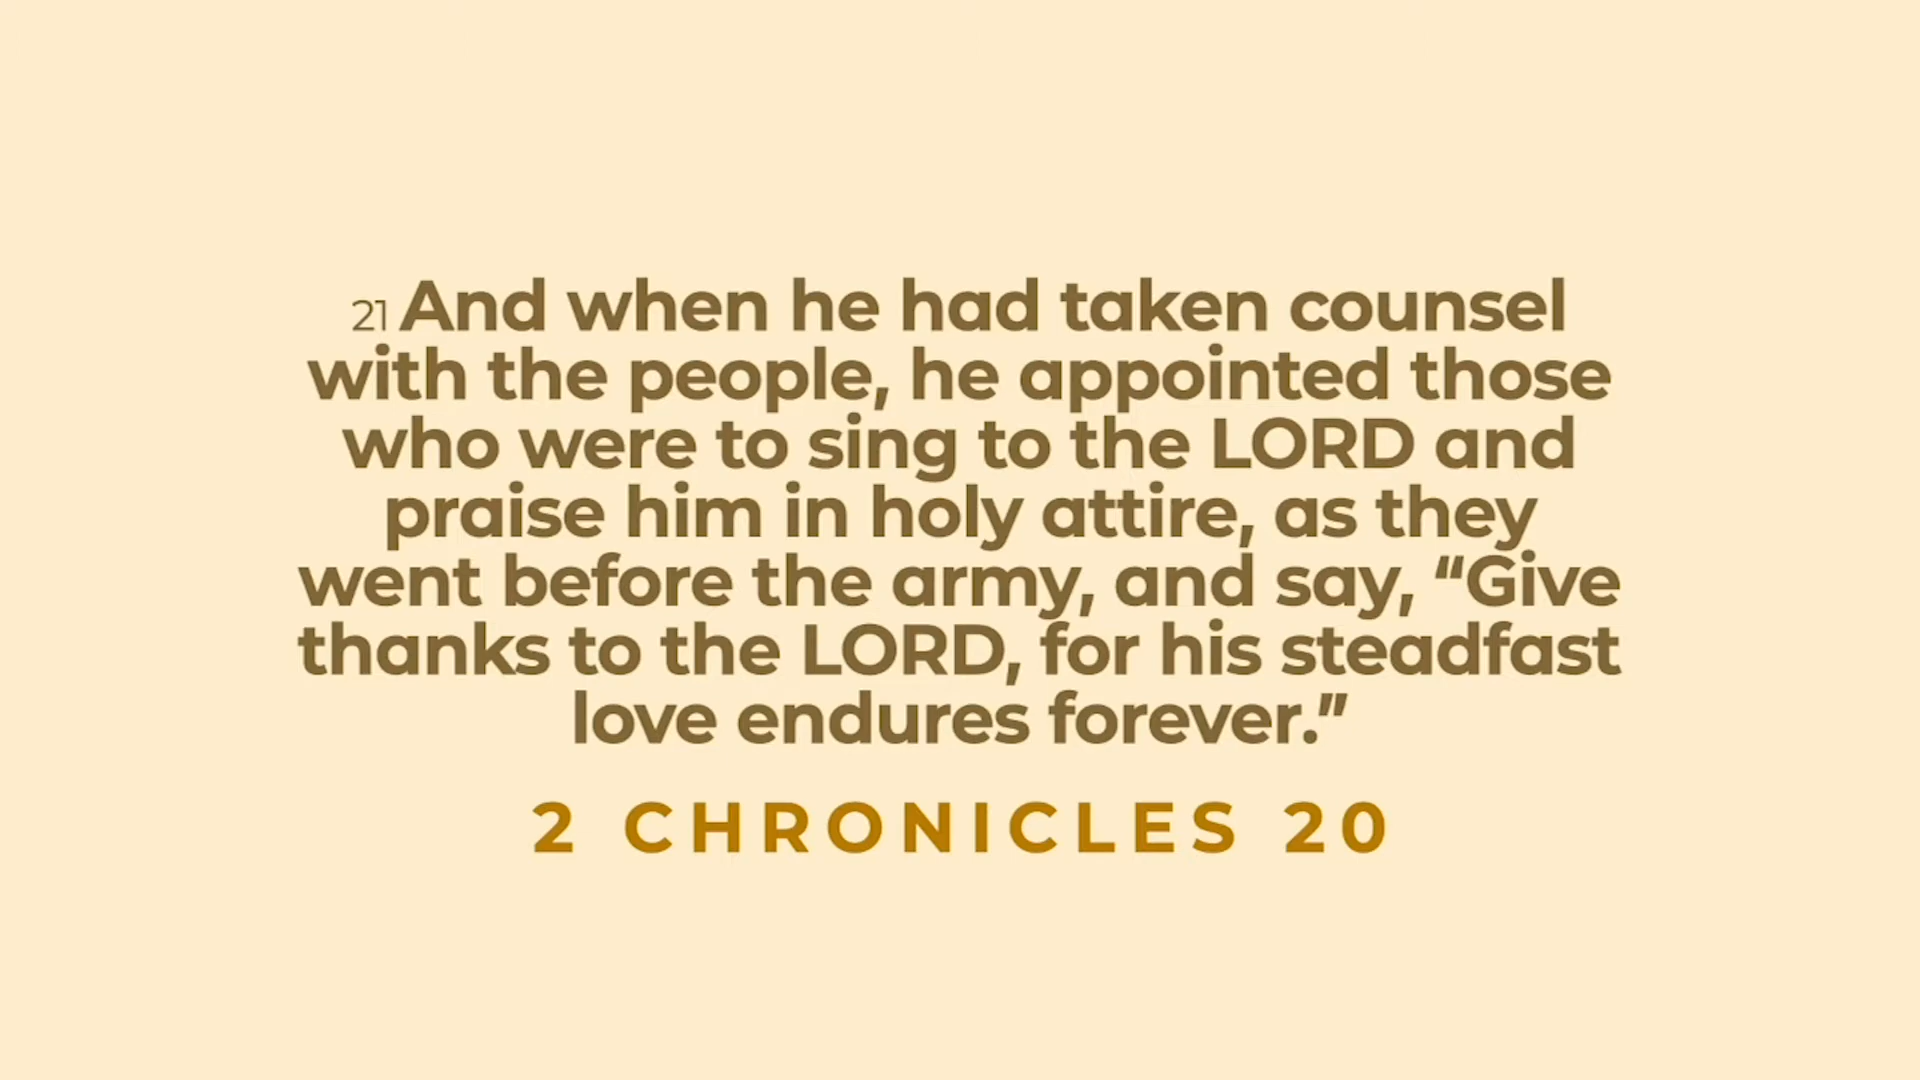 21 And when he had taken counsel
with the people, he appointed those
who were to sing to the LORD and
praise him in holy attire, as they
went before the army, and say, “Give
thanks to the LORD, for his steadfast
love endures forever.”
2 CHRONICLES 20